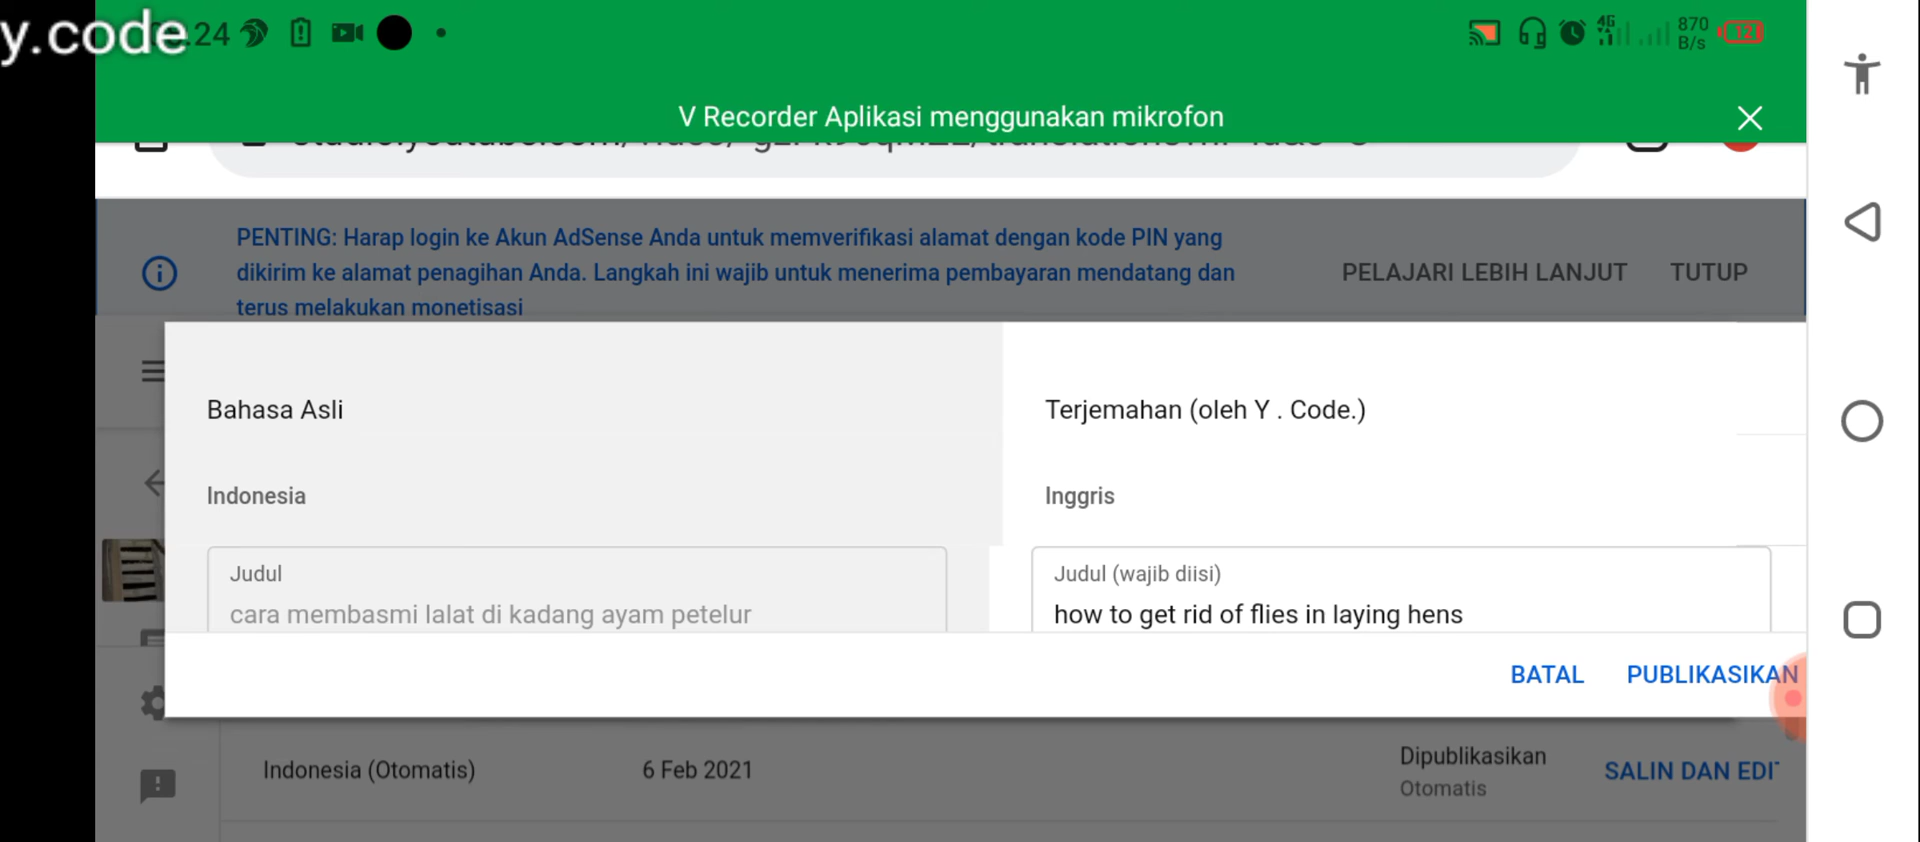 y.code
24
4G
870
B/s
12
V Recorder Aplikasi menggunakan mikrofon
PENTING: Harap login ke Akun AdSense Anda untuk memverifikasi alamat dengan kode PIN yang
dikirim ke alamat penagihan Anda. Langkah ini wajib untuk menerima pembayaran mendatang dan
terus melakukan monetisasi
PELAJARI LEBIH LANJUT
TUTUP
Bahasa Asli
Terjemahan (oleh Y . Code.)
Indonesia
Inggris
Judul
cara membasmi lalat di kadang ayam petelur
Judul (wajib diisi)
how to get rid of flies in laying hens
BATAL
PUBLIKASIKAN
Indonesia (Otomatis)
6 Feb 2021
Dipublikasikan
Otomatis
SALIN DAN EDIT